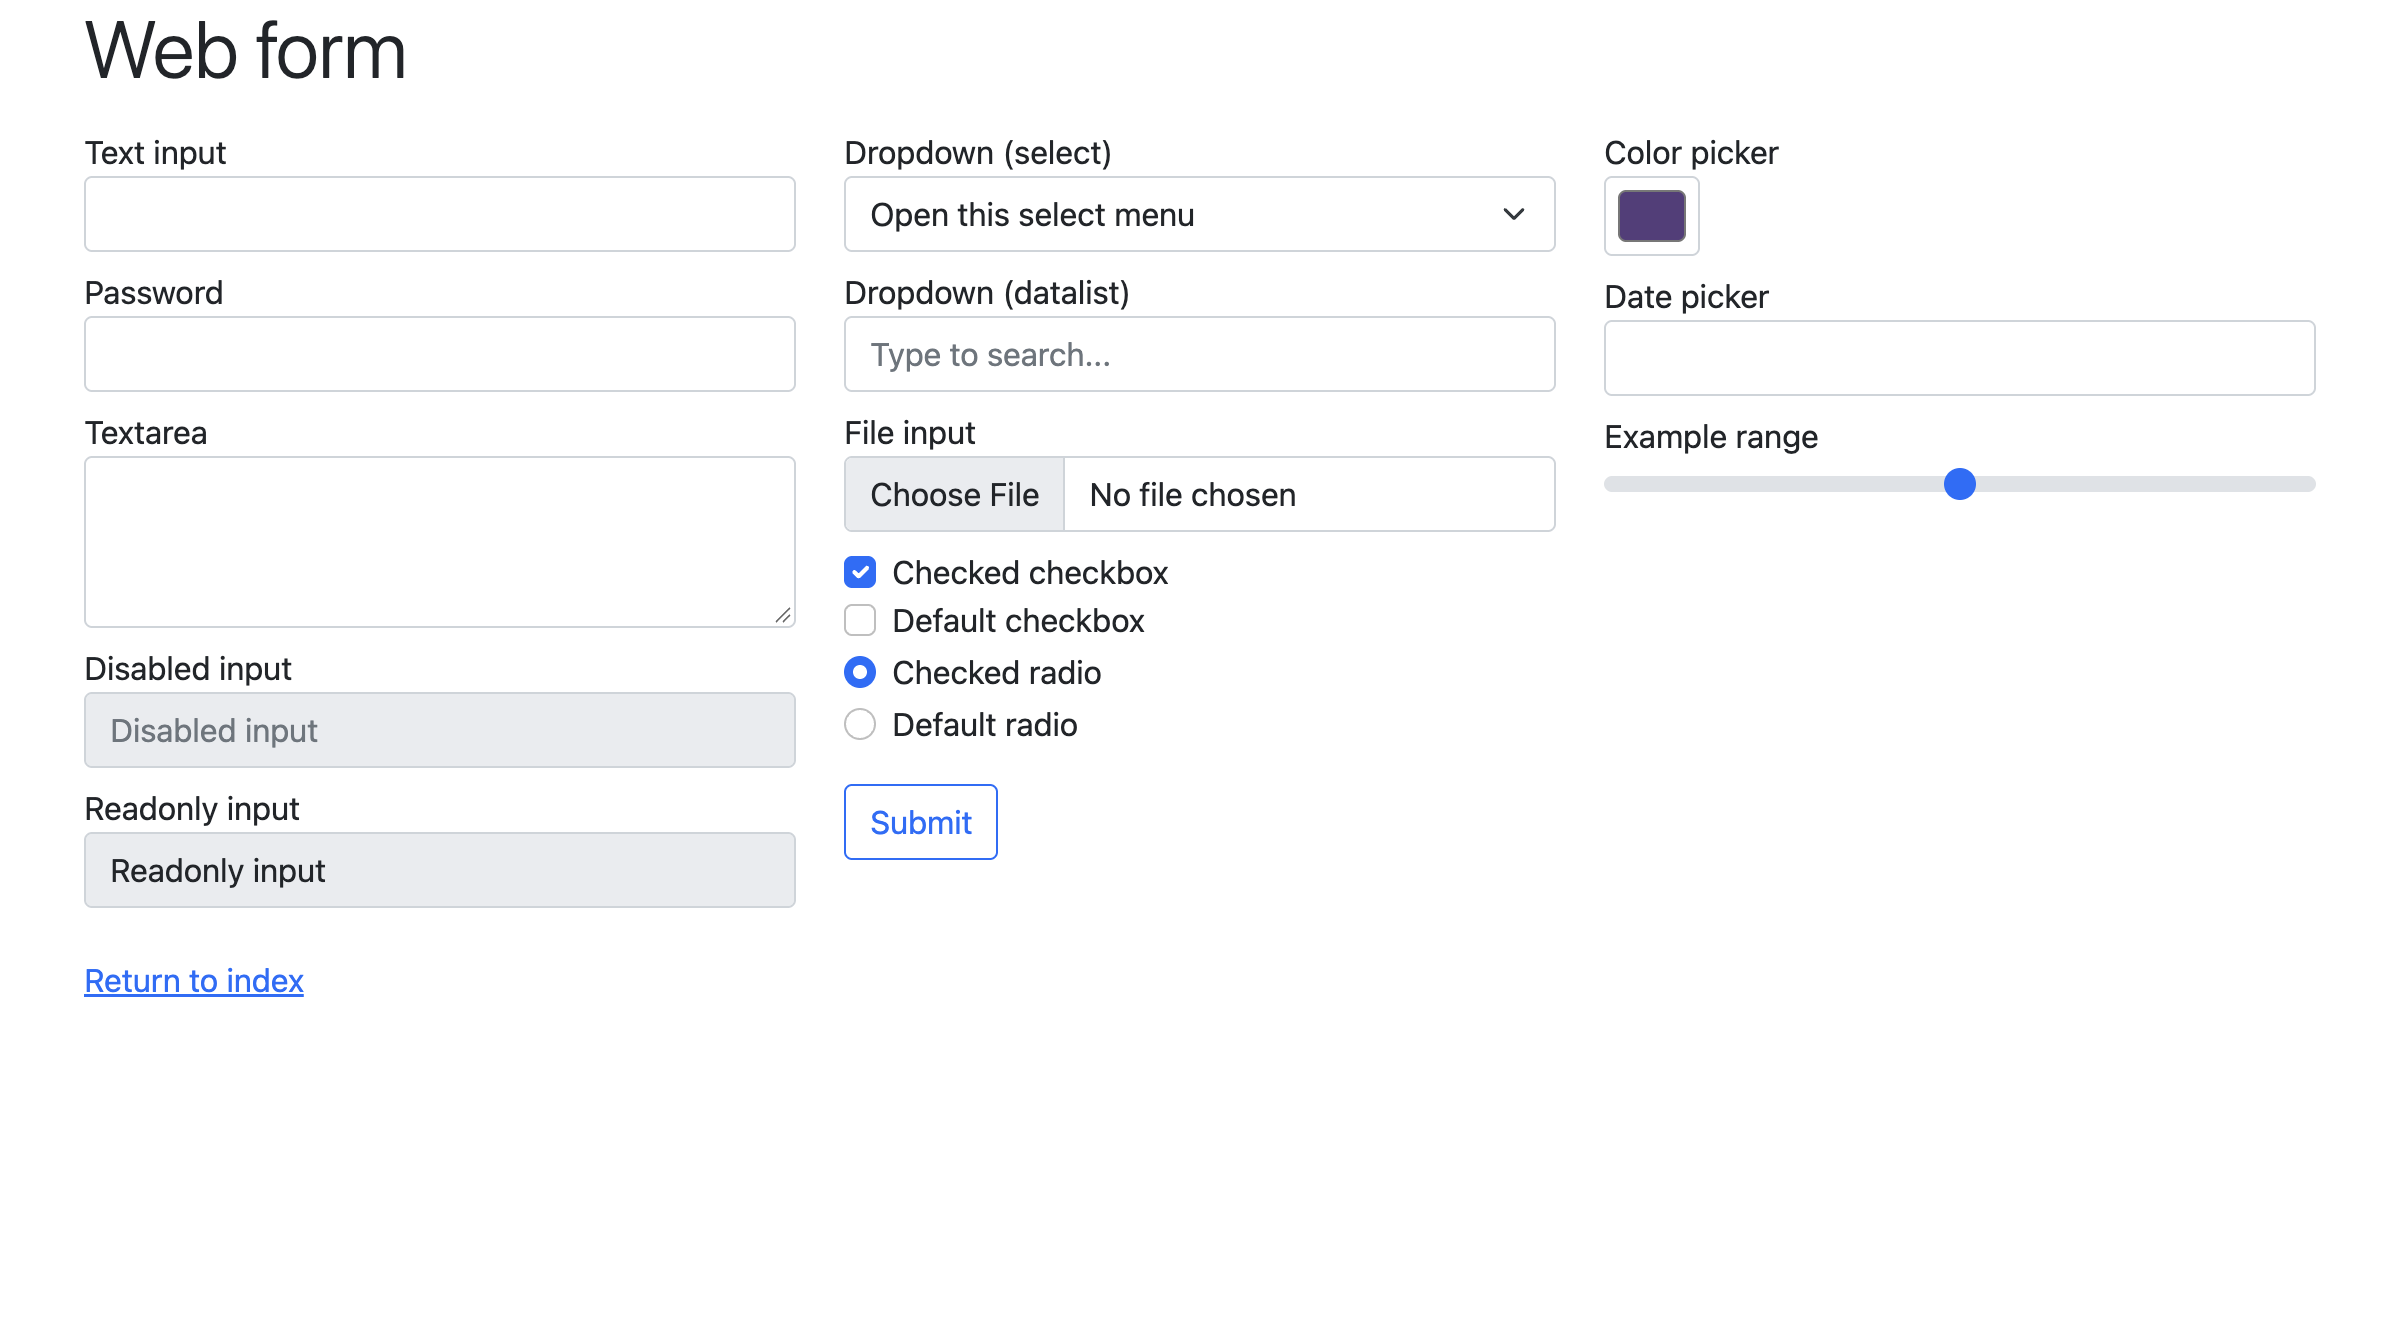 Web form
Text input
Password
Textarea
Disabled input
Disabled input
Readonly input
Readonly input
Return to index
Dropdown (select)
Open this select menu
Dropdown (datalist)
Type to search...
File input
Choose File No file chosen
Checked checkbox
Default checkbox
Checked radio
Default radio
Submit
Color picker
Date picker
Example range